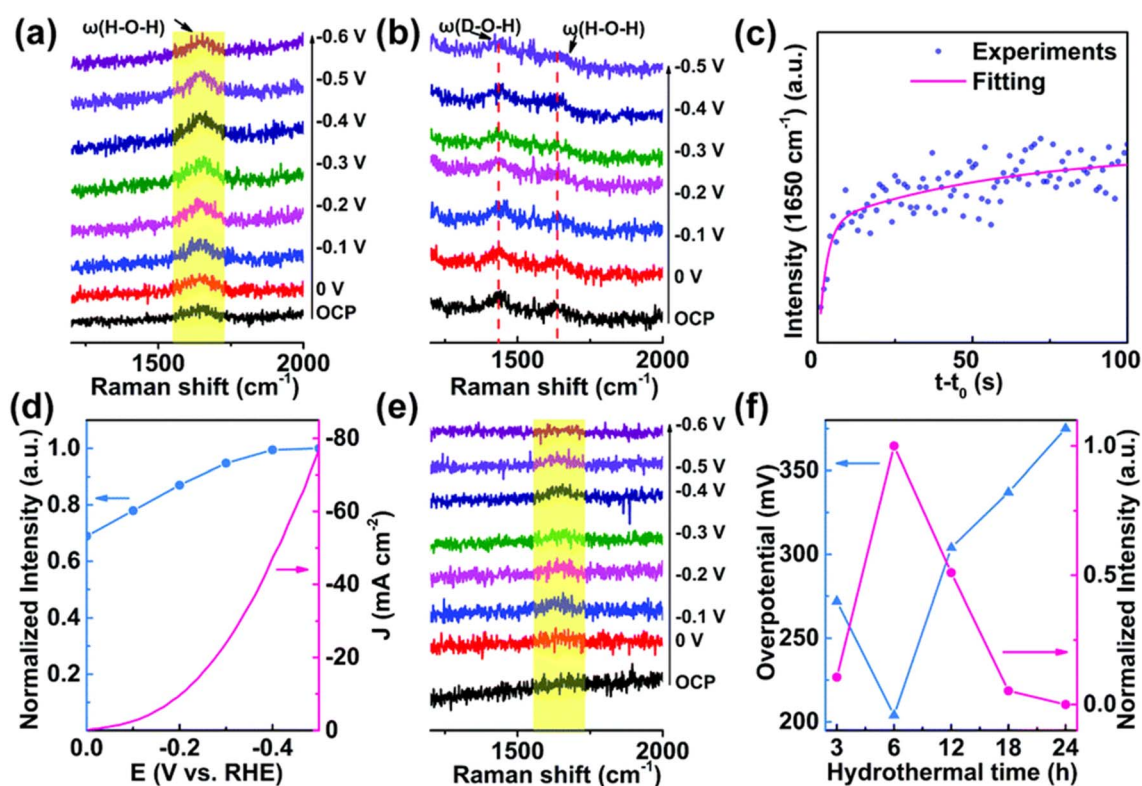 (a)
ω(H-O-H)
-0.6 V
-0.5 V
-0.4 V
-0.3 V
-0.2 V
-0.1 V
0 V
OCP
1500 2000
Raman shift (cm⁻¹)
(b)
ω(D-O-H)
ω(H-O-H)
-0.5 V
-0.4 V
-0.3 V
-0.2 V
-0.1 V
0 V
OCP
1500 2000
Raman shift (cm⁻¹)
(c)
Experiments
Fitting
Intensity (1650 cm⁻¹) (a.u.)
0 50 100
t-t₀ (s)
(d)
Normalized Intensity (a.u.)
1.0
0.8
0.6
0.4
0.2
0.0 -0.2 -0.4
E (V vs. RHE)
-80
-60
-40
-20
0
J (mA cm⁻²)
(e)
-0.6 V
-0.5 V
-0.4 V
-0.3 V
-0.2 V
-0.1 V
0 V
OCP
1500 2000
Raman shift (cm⁻¹)
(f)
Overpotential (mV)
350
300
250
200
3 6 12 18 24
Hydrothermal time (h)
1.0
0.5
0.0
Normalized Intensity (a.u.)